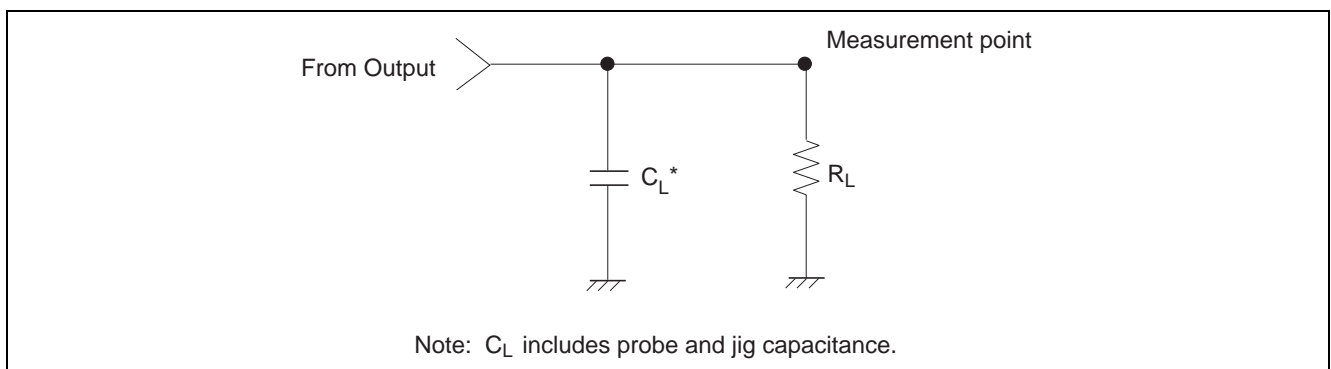 Measurement point
From Output
C_L*
R_L
Note: C_L includes probe and jig capacitance.